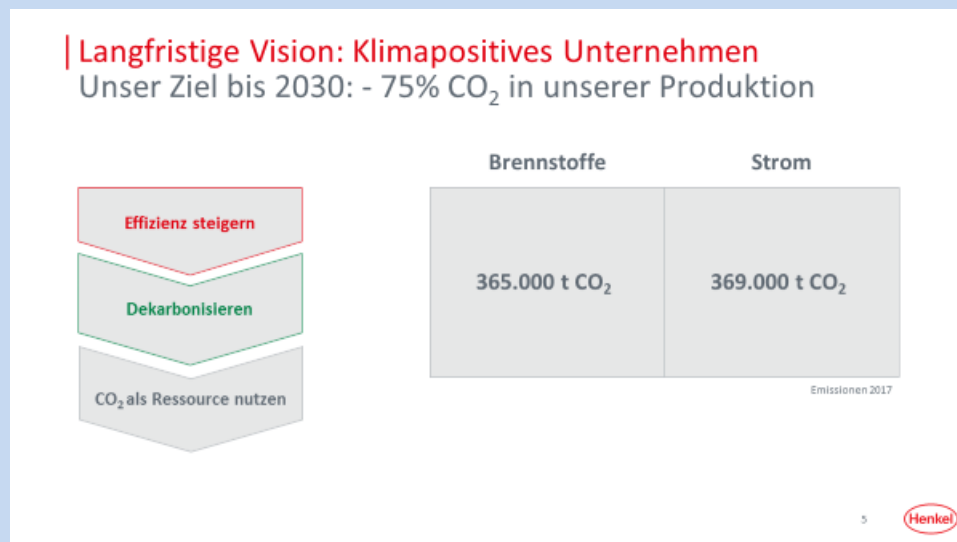 Langfristige Vision: Klimapositives Unternehmen
Unser Ziel bis 2030: - 75% CO₂ in unserer Produktion
Effizienz steigern
Dekarbonisieren
CO₂ als Ressource nutzen
Brennstoffe Strom
365.000 t CO₂ 369.000 t CO₂
Emissionen 2017
5
Henkel